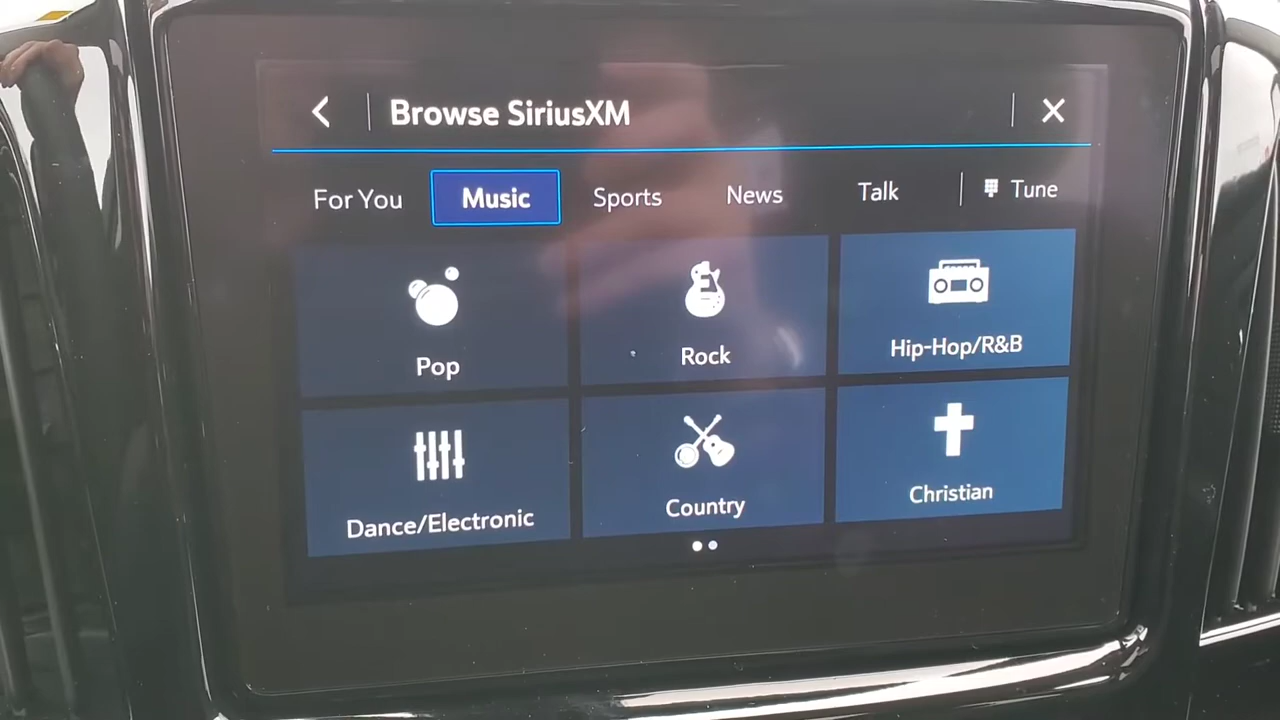 Browse SiriusXM
For You Music Sports News Talk Tune
Pop Rock Hip-Hop/R&B
Dance/Electronic Country Christian